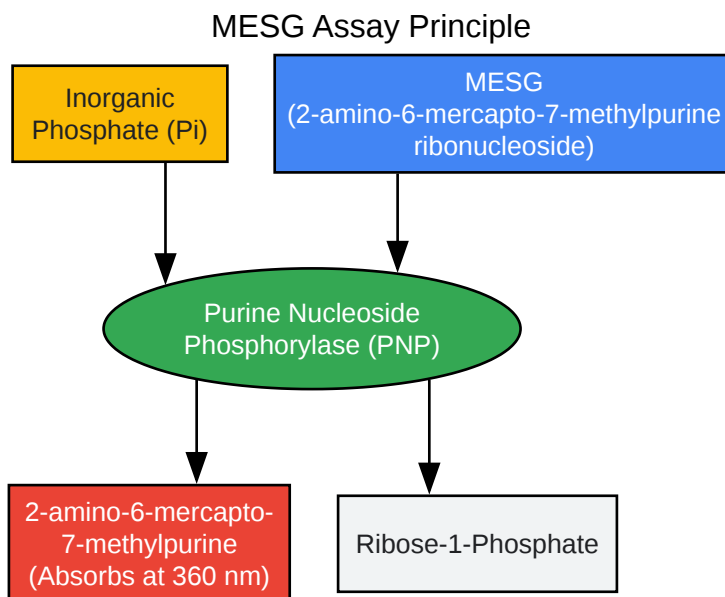 MESG Assay Principle
Inorganic
Phosphate (Pi)
MESG
(2-amino-6-mercapto-7-methylpurine
ribonucleoside)
Purine Nucleoside
Phosphorylase (PNP)
2-amino-6-mercapto-
7-methylpurine
(Absorbs at 360 nm)
Ribose-1-Phosphate